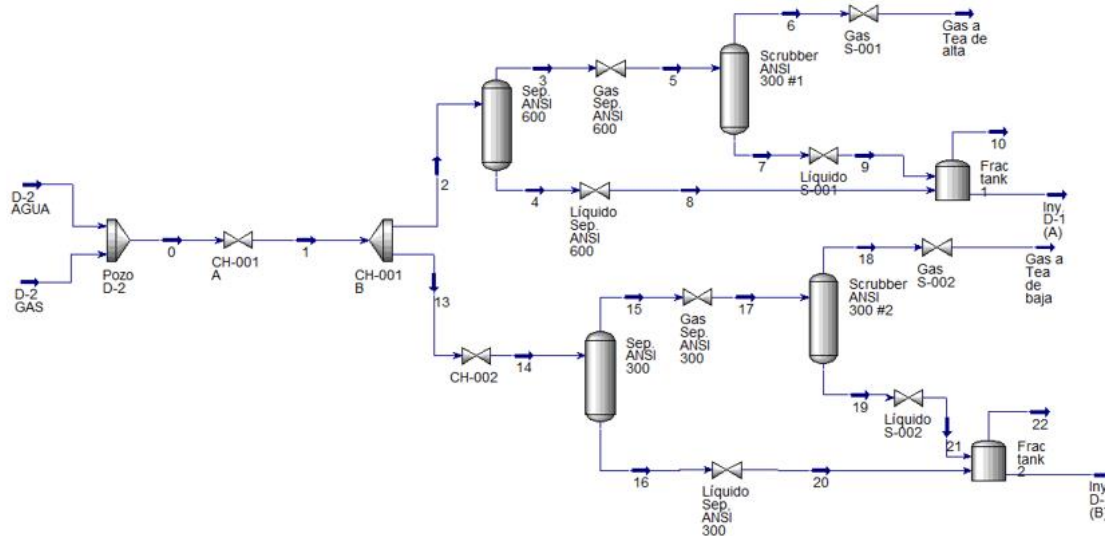 6
Gas
S-001
Gas a
Tea de
alta
3
Sep.
ANSI
600
Gas
Sep.
ANSI
600
5
Scrubber
ANSI
300 #1
2
10
7
Líquido
S-001
9
Frac
tank
1
4
Líquido
Sep.
ANSI
600
8
Iny.
D-1
(A)
D-2
AGUA
D-2
GAS
Pozo
D-2
0
CH-001
A
1
CH-001
B
18
Gas
S-002
Gas a
Tea
de
baja
13
15
Sep.
ANSI
300
Gas
Sep.
ANSI
300
17
Scrubber
ANSI
300 #2
CH-002
14
19
Líquido
S-002
21
22
Frac
tank
2
16
Líquido
Sep.
ANSI
300
20
Iny
D-
(B)